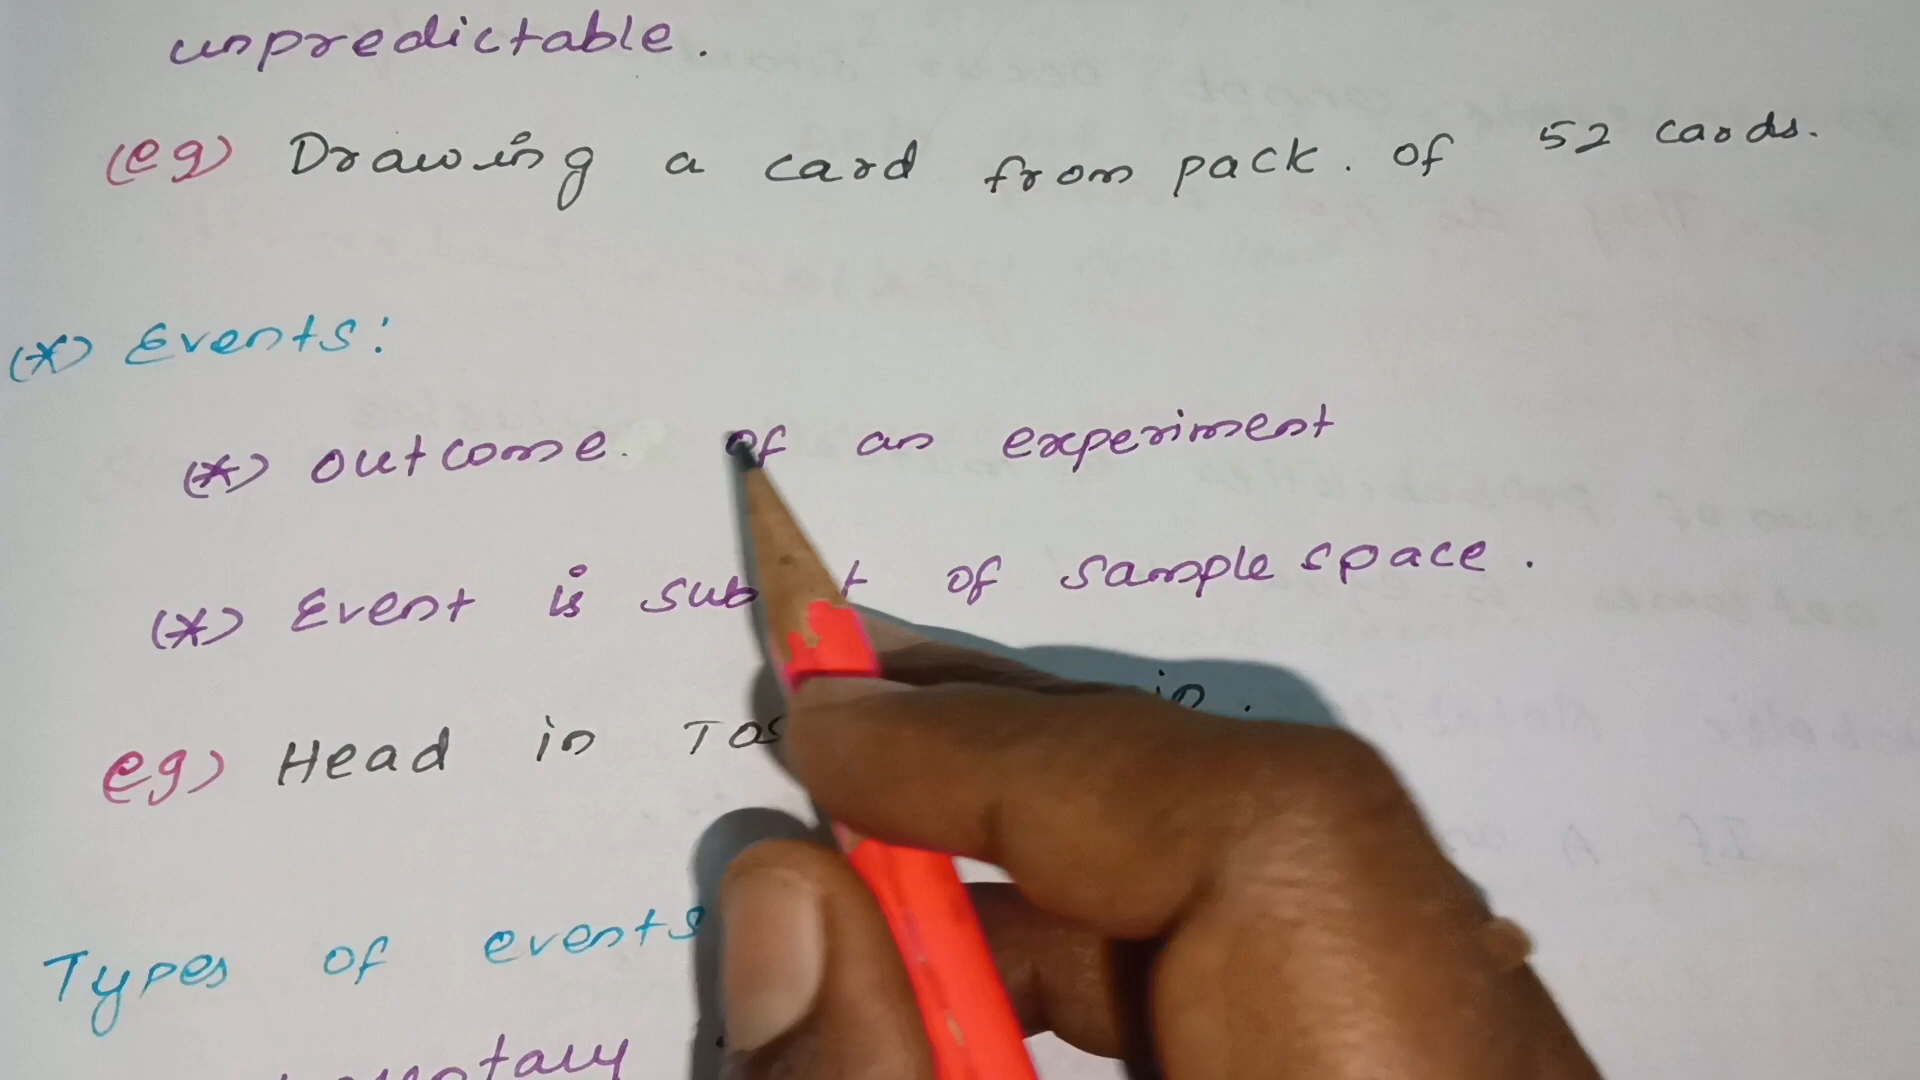 unpredictable.
(eg) Drawing a card from pack. of 52 cards.
(*) Events:
(*) outcome. of an experiment
(*) Event is of sample space.
eg) Head in
Types of events